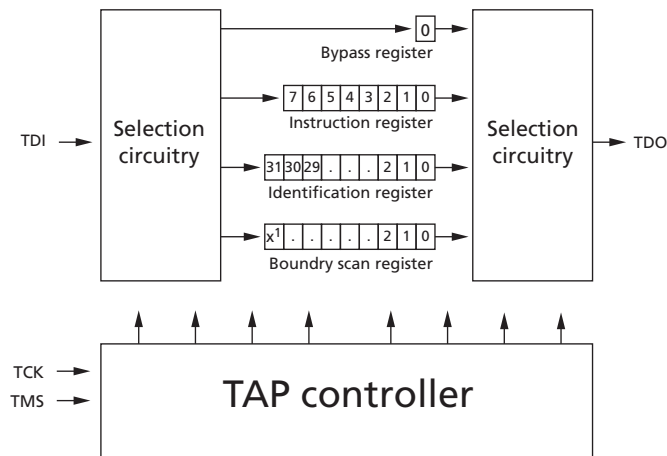 0
Bypass register
7 6 5 4 3 2 1 0
Instruction register
TDI
Selection
circuitry
Selection
circuitry
TDO
31 30 29 . . . 2 1 0
Identification register
x¹ . . . . . 2 1 0
Boundry scan register
TCK
TMS
TAP controller